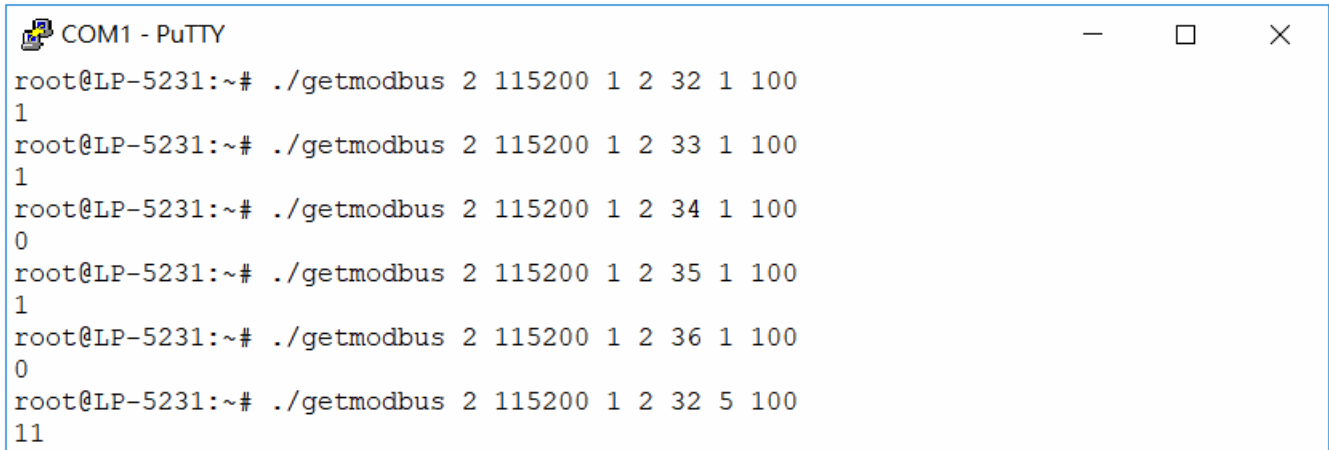 COM1 - PuTTY
root@LP-5231:~# ./getmodbus 2 115200 1 2 32 1 100
1
root@LP-5231:~# ./getmodbus 2 115200 1 2 33 1 100
1
root@LP-5231:~# ./getmodbus 2 115200 1 2 34 1 100
0
root@LP-5231:~# ./getmodbus 2 115200 1 2 35 1 100
1
root@LP-5231:~# ./getmodbus 2 115200 1 2 36 1 100
0
root@LP-5231:~# ./getmodbus 2 115200 1 2 32 5 100
11